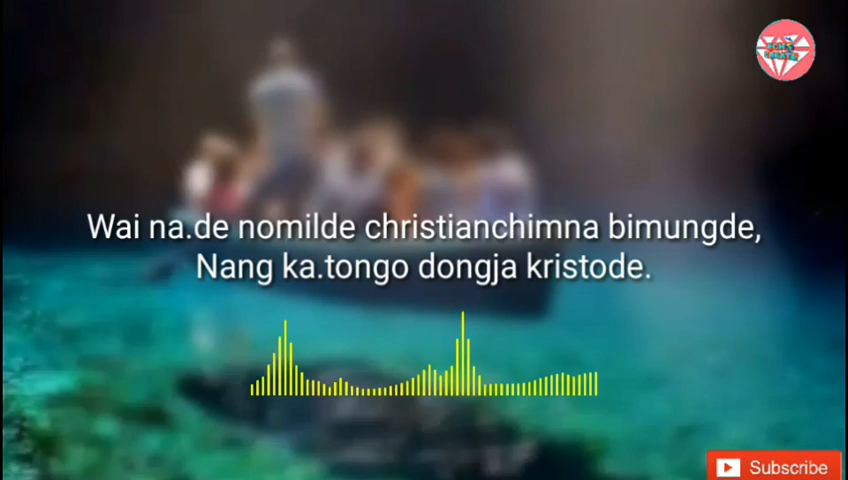 Wai na.de nomilde christianchimna bimungde,
Nang ka.tongo dongja kristode.
Subscribe